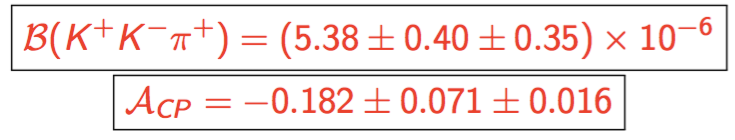 𝓑(K⁺K⁻π⁺) = (5.38 ± 0.40 ± 0.35) × 10⁻⁶
𝓐_CP = −0.182 ± 0.071 ± 0.016